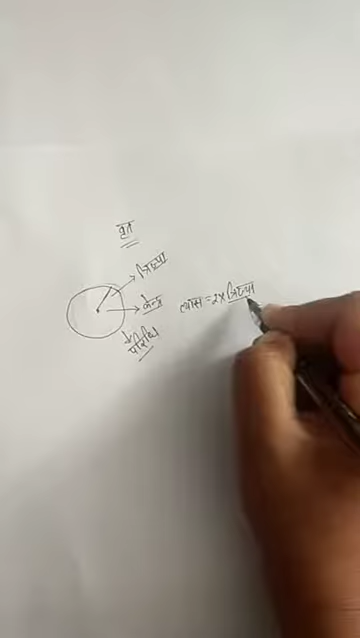 वृत
त्रिज्या
केन्द्र
व्यास = 2 x त्रिज्या
परिधि